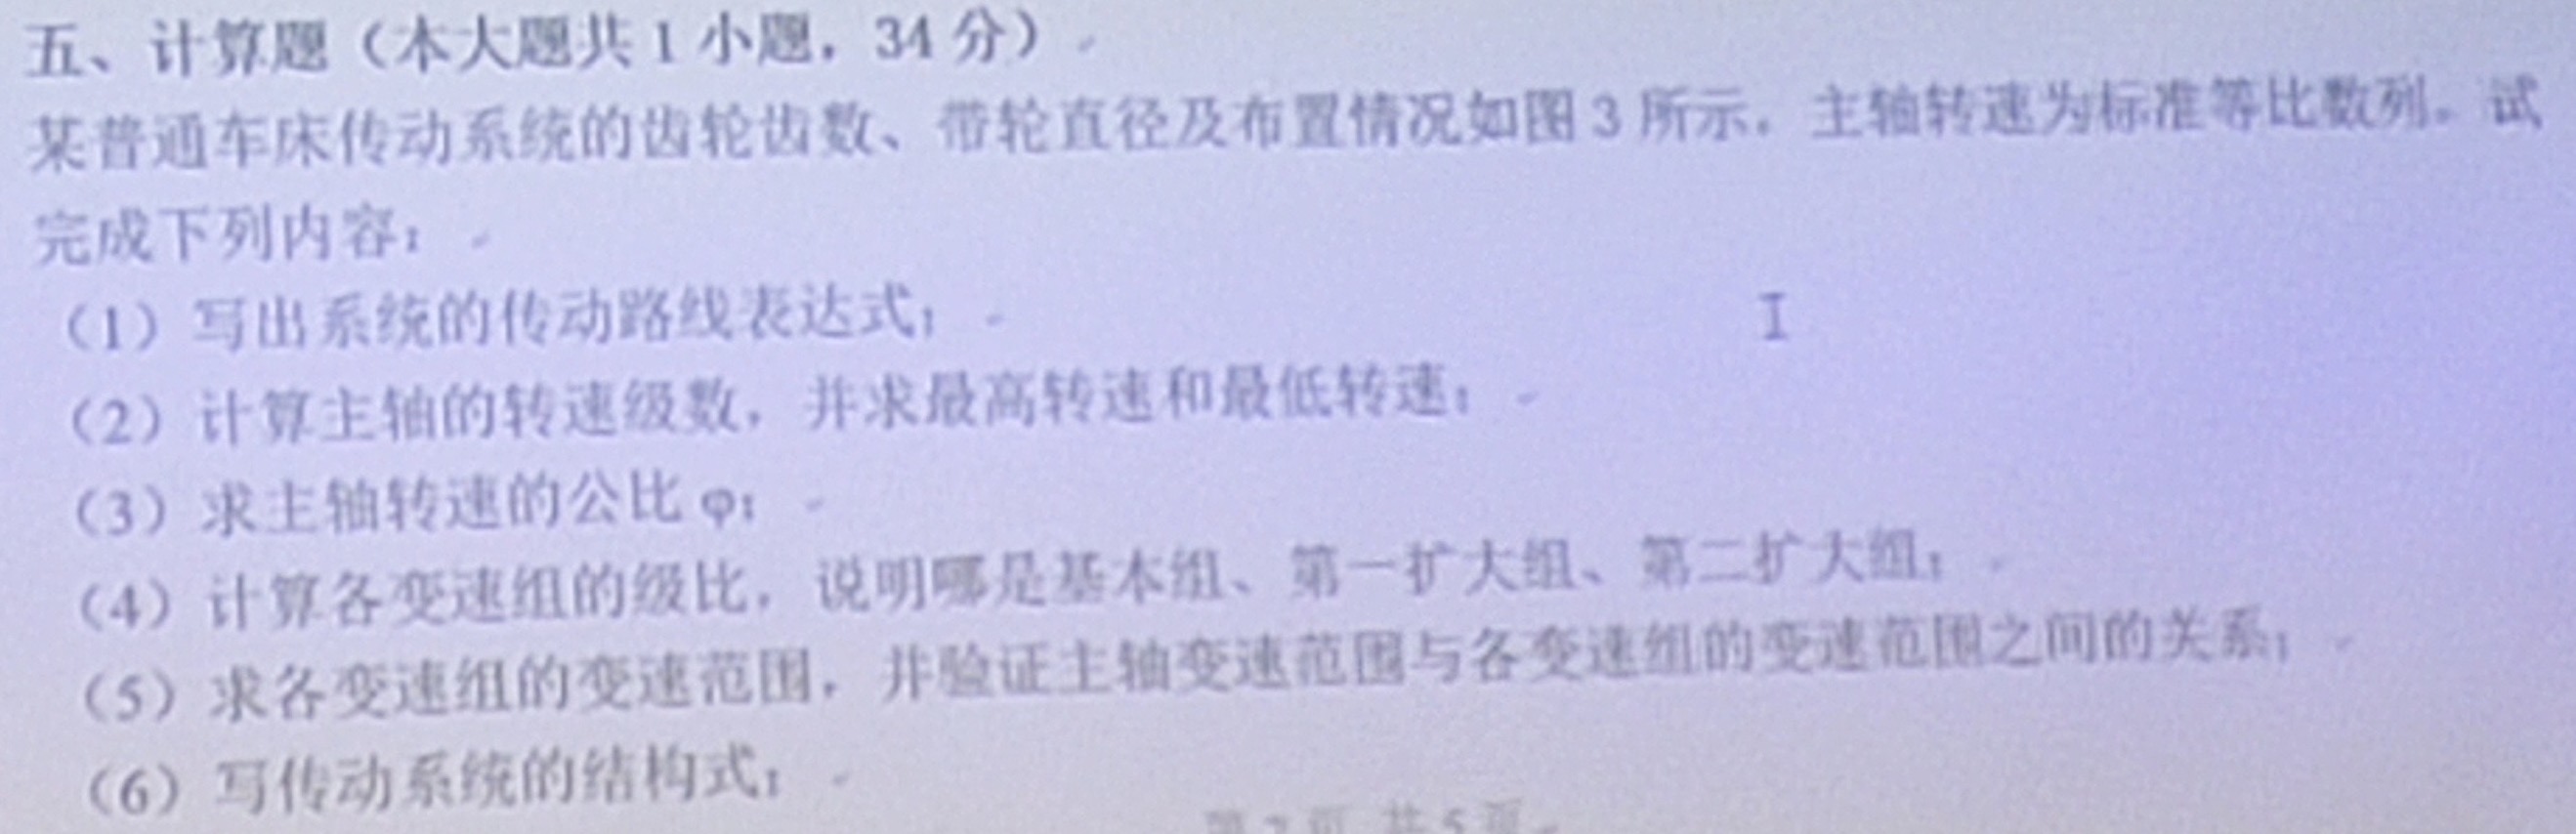 五、计算题（本大题共 1 小题，34 分）
某普通车床传动系统的齿轮齿数、带轮直径及布置情况如图 3 所示，主轴转速为标准等比数列。试
完成下列内容：
（1）写出系统的传动路线表达式；
（2）计算主轴的转速级数，并求最高转速和最低转速；
（3）求主轴转速的公比 φ；
（4）计算各变速组的级比，说明哪是基本组、第一扩大组、第二扩大组；
（5）求各变速组的变速范围，并验证主轴变速范围与各变速组的变速范围之间的关系；
（6）写传动系统的结构式；
第 2 页 共 5 页